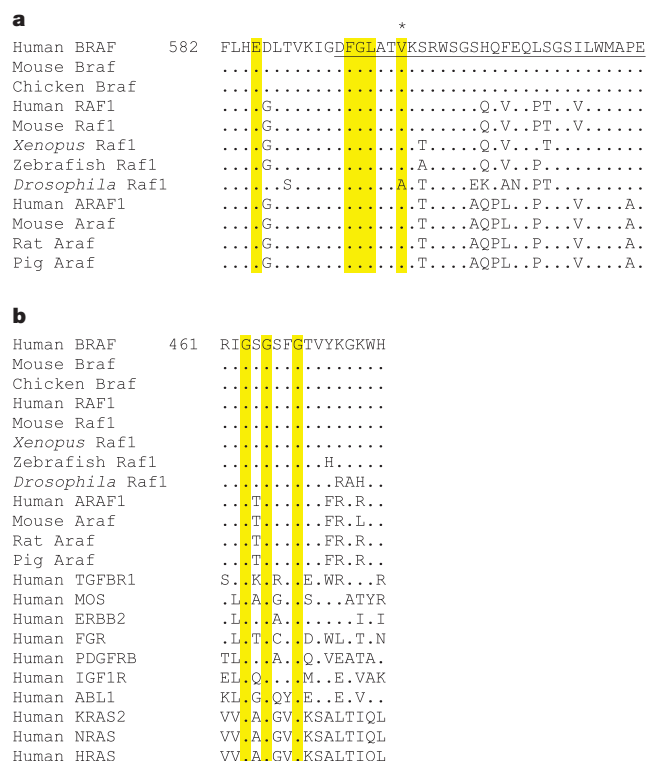 a
*
Human BRAF 582 FLHEDLTVKIGDFGLATVKSRWSGSHQFEQLSGSILWMAPE
Mouse Braf .........................................
Chicken Braf .........................................
Human RAF1 ....G....................Q.V..PT..V......
Mouse Raf1 ....G....................Q.V..PT..V......
Xenopus Raf1 ....G..............T.....Q.V...T.........
Zebrafish Raf1 ....G..............A.....Q.V..P..........
Drosophila Raf1 ......S..........A.T....EK.AN.PT.........
Human ARAF1 ....G..............T....AQPL..P...V....A.
Mouse Araf ....G..............T....AQPL..P...V....A.
Rat Araf ....G..............T....AQPL..P...V....A.
Pig Araf ....G..............T....AQPL..P...V....A.
b
Human BRAF 461 RIGSGSFGTVYKGKWH
Mouse Braf ................
Chicken Braf ................
Human RAF1 ................
Mouse Raf1 ................
Xenopus Raf1 ................
Zebrafish Raf1 ..........H.....
Drosophila Raf1 ...........RAH..
Human ARAF1 ...T......FR.R..
Mouse Araf ...T......FR.L..
Rat Araf ...T......FR.R..
Pig Araf ...T......FR.R..
Human TGFBR1 S..K.R..E.WR...R
Human MOS .L.A.G..S...ATYR
Human ERBB2 .L...A.......I.I
Human FGR .L.T.C..D.WL.T.N
Human PDGFRB TL...A..Q.VEATA.
Human IGF1R EL.Q....M..E.VAK
Human ABL1 KL.G.QY.E..E.V..
Human KRAS2 VV.A.GV.KSALTIQL
Human NRAS VV.A.GV.KSALTIQL
Human HRAS VV.A.GV.KSALTIQL